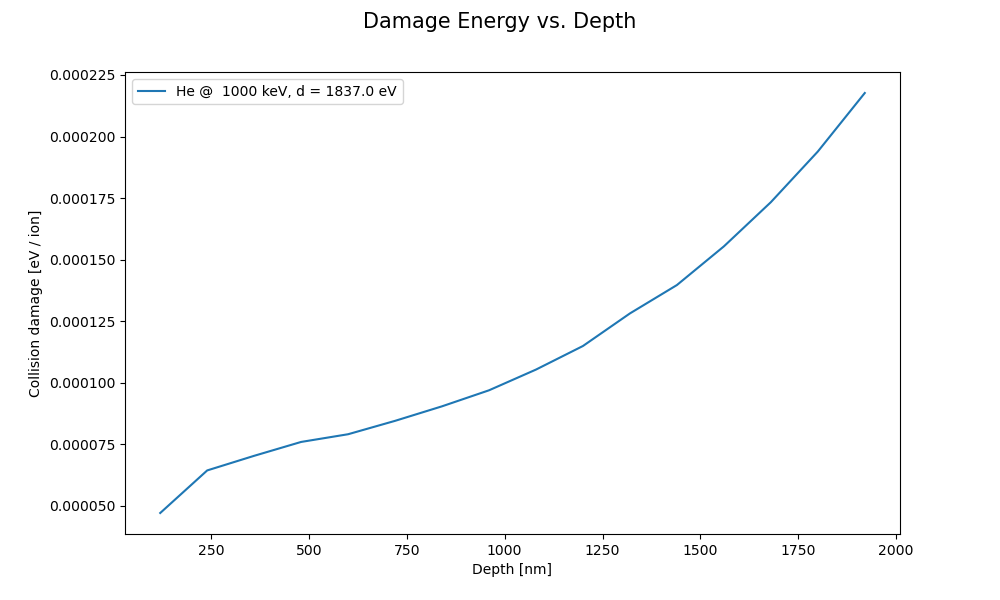 Damage Energy vs. Depth
He @  1000 keV, d = 1837.0 eV
Collision damage [eV / ion]
0.000225
0.000200
0.000175
0.000150
0.000125
0.000100
0.000075
0.000050
250 500 750 1000 1250 1500 1750 2000
Depth [nm]